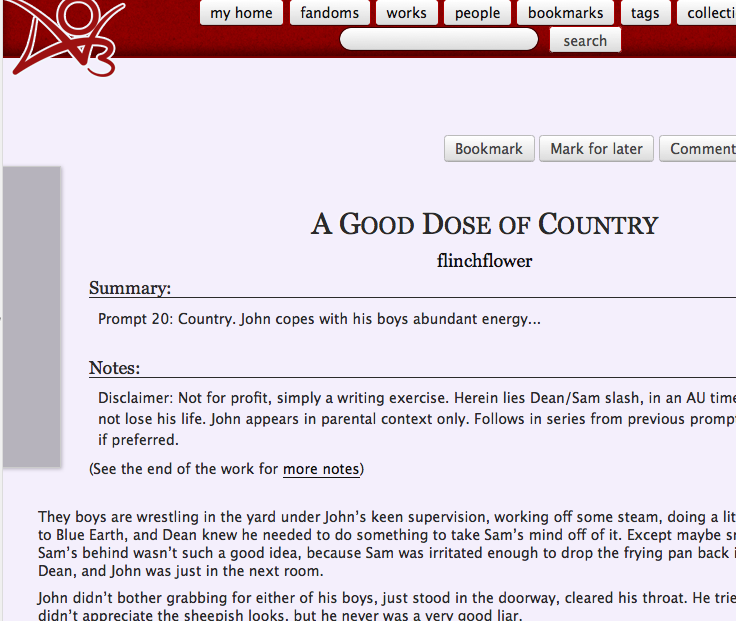 my home fandoms works people bookmarks tags collecti
search
Bookmark Mark for later Comment
A Good Dose of Country
flinchflower
Summary:
Prompt 20: Country. John copes with his boys abundant energy...
Notes:
Disclaimer: Not for profit, simply a writing exercise. Herein lies Dean/Sam slash, in an AU time
not lose his life. John appears in parental context only. Follows in series from previous promp
if preferred.
(See the end of the work for more notes)
They boys are wrestling in the yard under John's keen supervision, working off some steam, doing a lit
to Blue Earth, and Dean knew he needed to do something to take Sam's mind off of it. Except maybe
Sam's behind wasn't such a good idea, because Sam was irritated enough to drop the frying pan back
Dean, and John was just in the next room.
John didn't bother grabbing for either of his boys, just stood in the doorway, cleared his throat. He trie
didn't appreciate the sheepish looks, but he never was a very good liar.